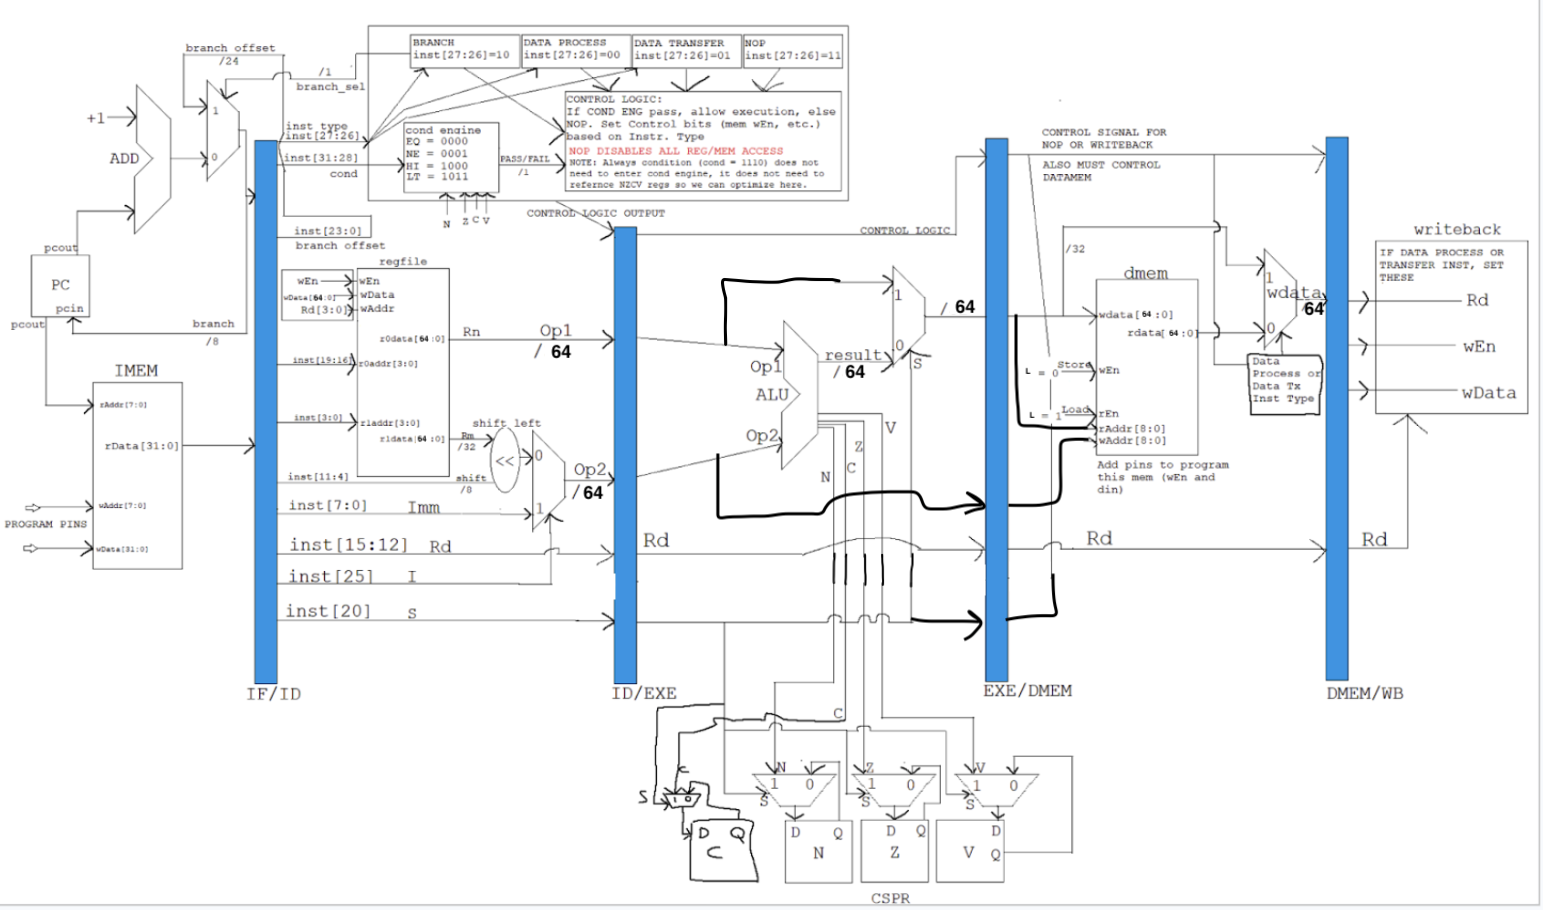 branch offset
/24
/1
branch_sel
BRANCH
inst[27:26]=10
DATA PROCESS
inst[27:26]=00
DATA TRANSFER
inst[27:26]=01
NOP
inst[27:26]=11
CONTROL LOGIC:
If COND ENG pass, allow execution, else
NOP. Set Control bits (mem wEn, etc.)
based on Instr. Type
NOP DISABLES ALL REG/MEM ACCESS
NOTE: Always condition (cond = 1110) does not
need to enter cond engine, it does not need to
refernce NZCV regs so we can optimize here.
cond engine
EQ = 0000
NE = 0001
HI = 1000
LT = 1011
PASS/FAIL
/1
N Z C V
+1
ADD
1
0
inst type
/inst[27:26]
inst[31:28]
cond
inst[23:0]
branch offset
CONTROL LOGIC OUTPUT
CONTROL LOGIC
CONTROL SIGNAL FOR
NOP OR WRITEBACK
ALSO MUST CONTROL
DATAMEM
pcout
PC
pcin
pcout
branch
/8
IMEM
rAddr[7:0]
rData[31:0]
wAddr[7:0]
PROGRAM PINS
wData[31:0]
regfile
wEn
wData[64:0]
Rd[3:0]
wEn
wData
wAddr
r0data[64:0]
inst[19:16]
r0addr[3:0]
inst[3:0]
r1addr[3:0]
r1data[64:0]
Rn
Op1
/ 64
Rm
/32
shift left
<<
0
1
inst[11:4]
shift
/8
Op2
/ 64
inst[7:0] Imm
inst[15:12] Rd
inst[25] I
inst[20] S
Rd
Op1
ALU
Op2
result
/ 64
1
0
S
/ 64
V
Z
C
N
/32
dmem
wdata[64:0]
rdata[64:0]
L = 0
Store
wEn
L = 1
Load
rEn
rAddr[8:0]
wAddr[8:0]
Add pins to program
this mem (wEn and
din)
1
0
wdata
64
Data
Process or
Data Tx
Inst Type
Rd
writeback
IF DATA PROCESS OR
TRANSFER INST, SET
THESE
Rd
wEn
wData
Rd
IF/ID
ID/EXE
EXE/DMEM
DMEM/WB
C
C
S
1 0
D Q
C
N
1 0
S
D Q
N
Z
1 0
S
D Q
Z
V
1 0
S
D
Q
V
CSPR